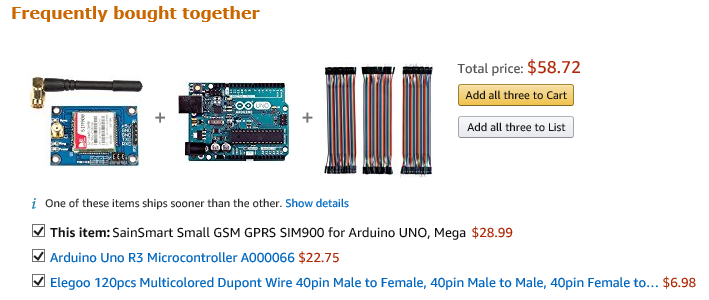 Frequently bought together
SIM900
UNO
ARDUINO
+
+
Total price: $58.72
Add all three to Cart
Add all three to List
i One of these items ships sooner than the other. Show details
This item: SainSmart Small GSM GPRS SIM900 for Arduino UNO, Mega $28.99
Arduino Uno R3 Microcontroller A000066 $22.75
Elegoo 120pcs Multicolored Dupont Wire 40pin Male to Female, 40pin Male to Male, 40pin Female to… $6.98